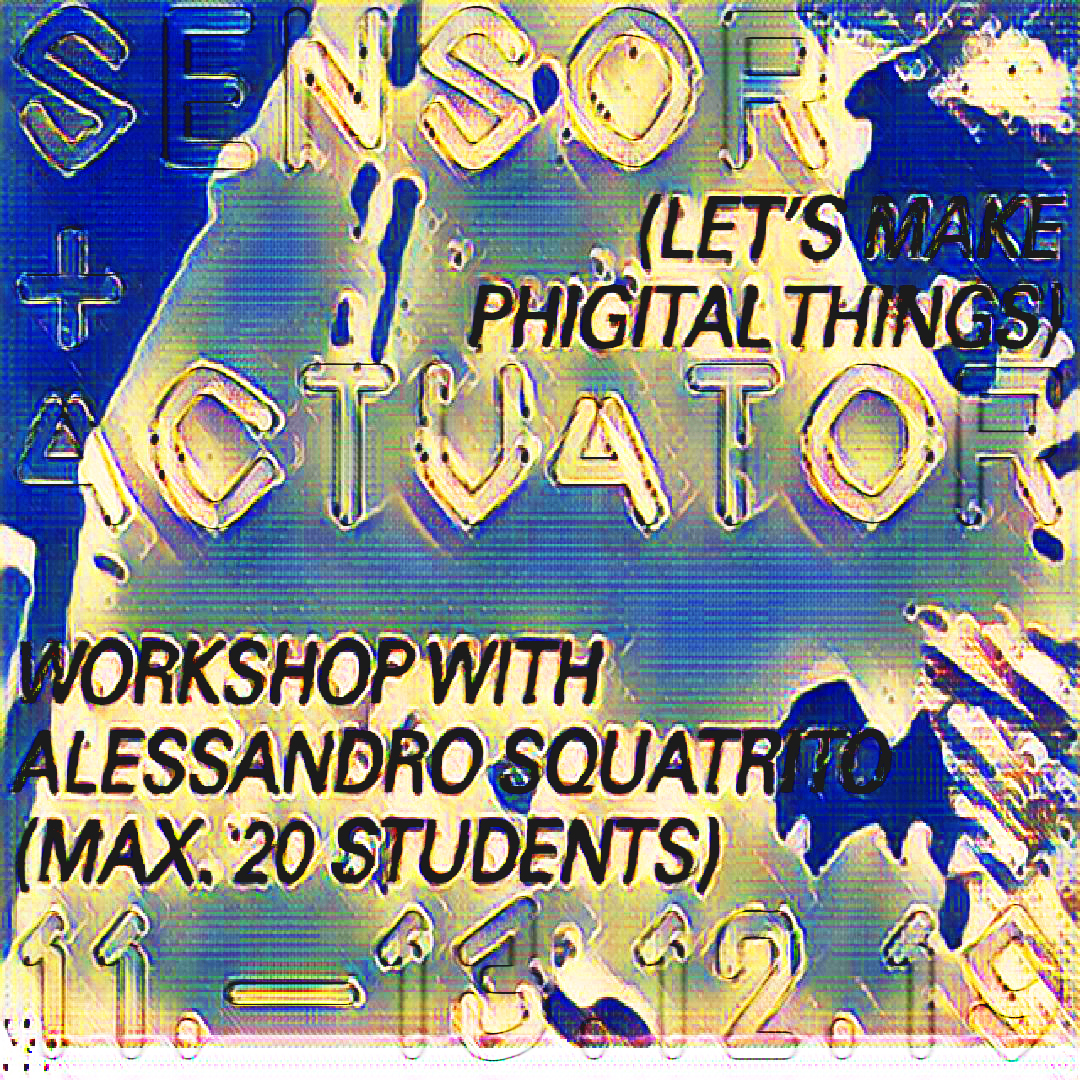 SENSOR
(LET'S MAKE
+
PHIGITAL THINGS)
ACTUATOR
WORKSHOP WITH
ALESSANDRO SQUATRITO
(MAX. 20 STUDENTS)
11.—13.12.19